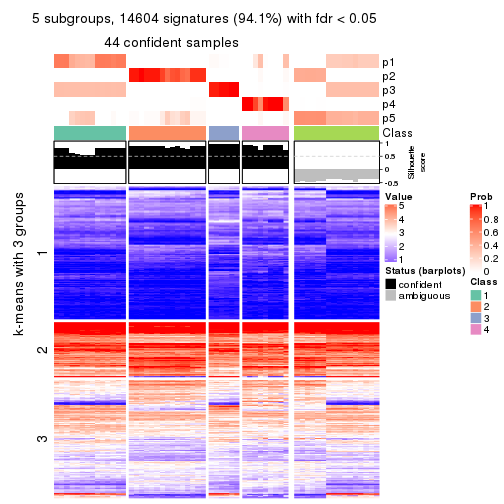 5 subgroups, 14604 signatures (94.1%) with fdr < 0.05
44 confident samples
p1
p2
p3
p4
p5
Class
1
0.5
0
-0.5
Silhouette
score
k-means with 3 groups
1
2
3
Value
5
4
3
2
1
Status (barplots)
confident
ambiguous
Prob
1
0.8
0.6
0.4
0.2
0
Class
1
2
3
4